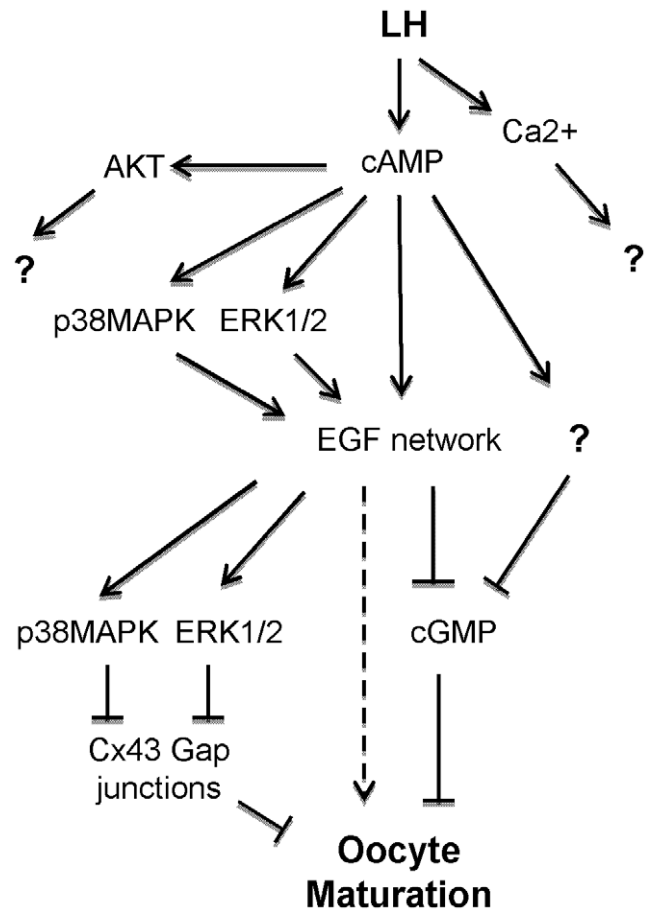 LH
Ca2+
AKT
cAMP
?
?
p38MAPK ERK1/2
EGF network
?
p38MAPK ERK1/2
cGMP
Cx43 Gap
junctions
Oocyte
Maturation